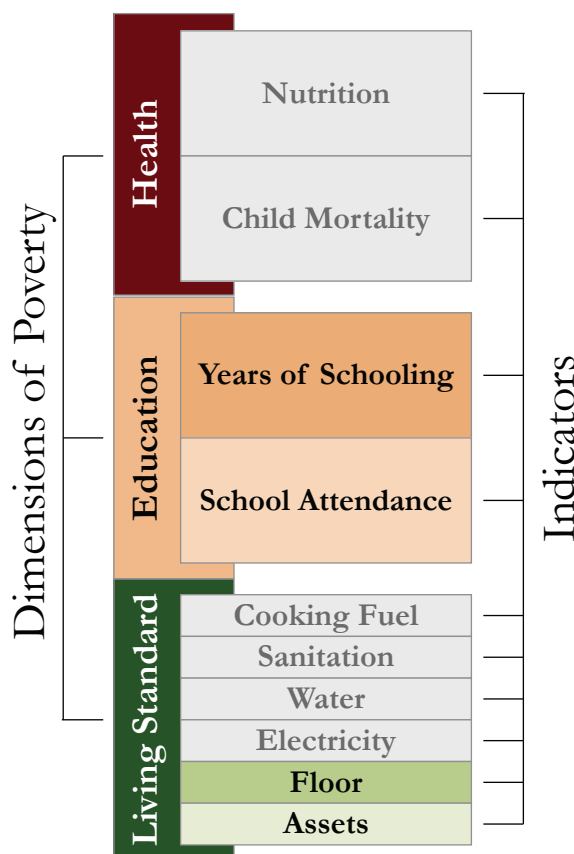 Dimensions of Poverty
Health
Nutrition
Child Mortality
Education
Years of Schooling
School Attendance
Living Standard
Cooking Fuel
Sanitation
Water
Electricity
Floor
Assets
Indicators